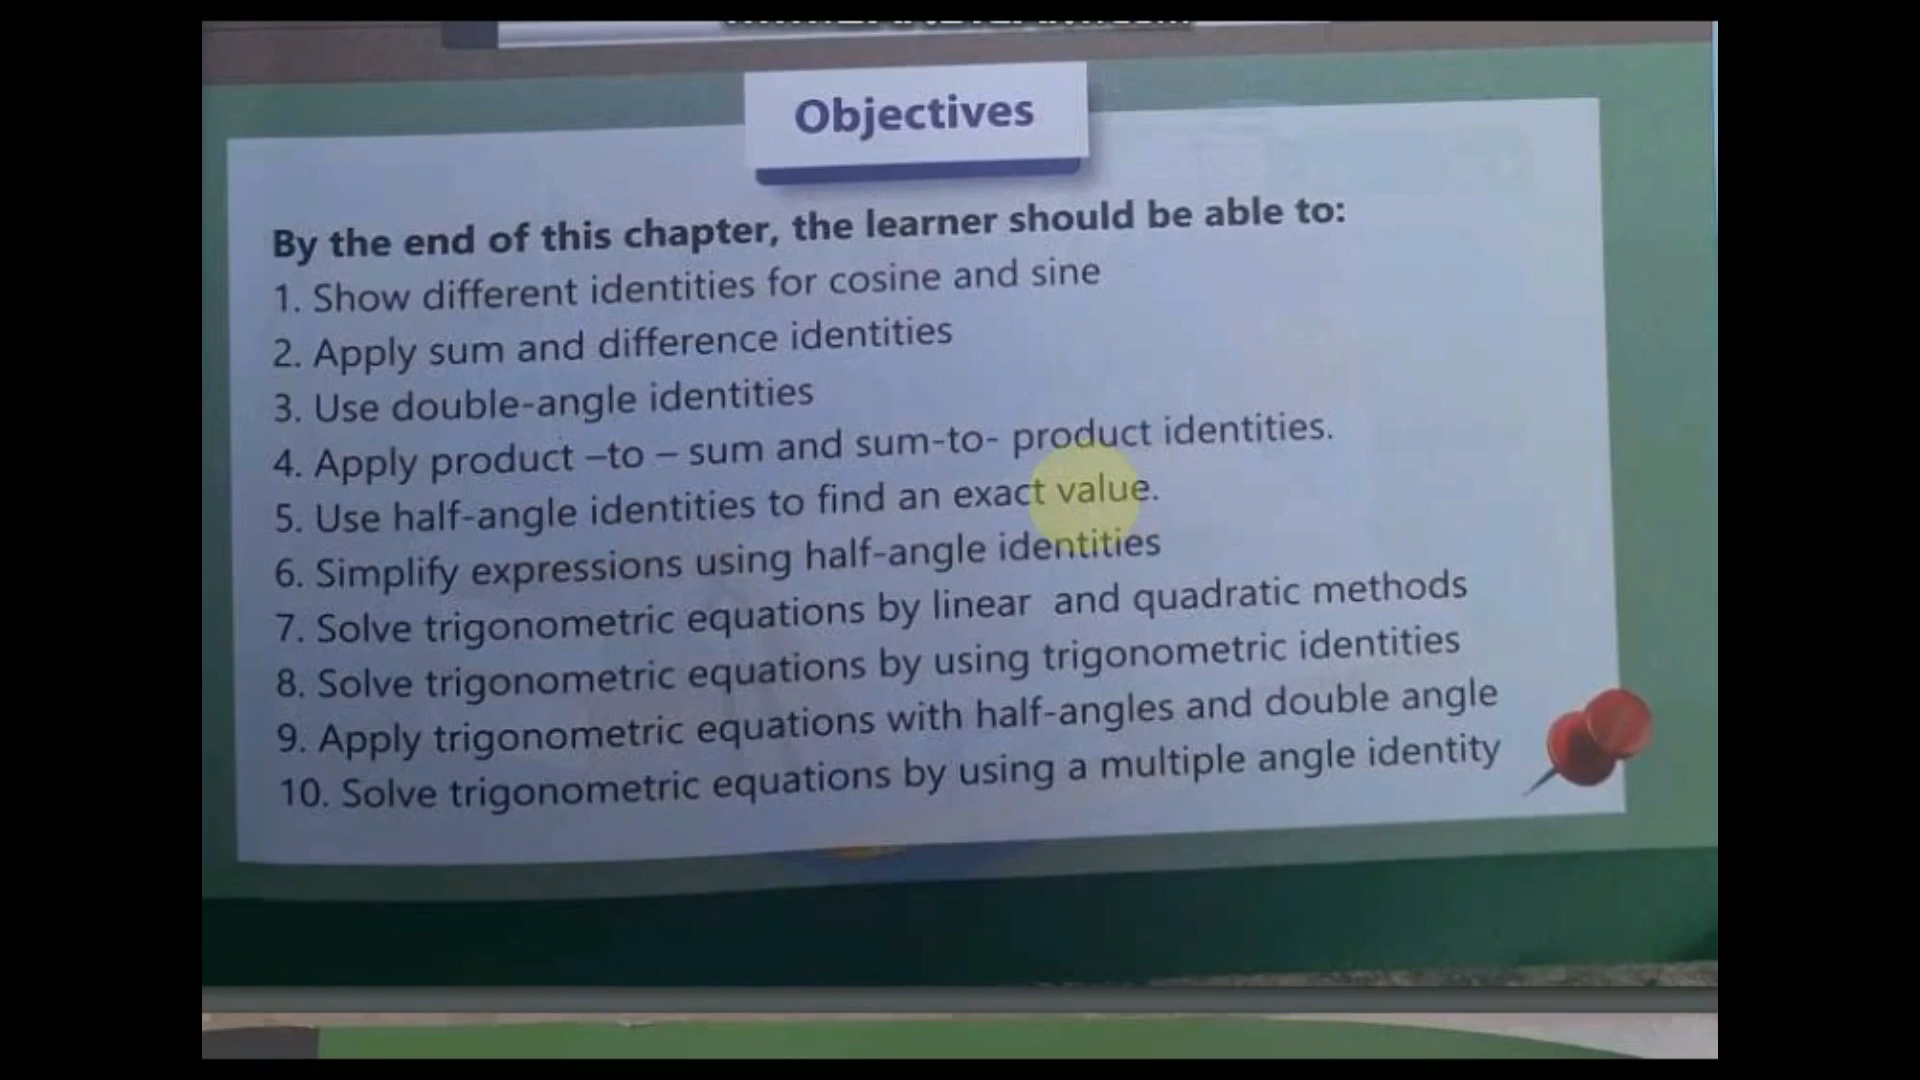 Objectives
By the end of this chapter, the learner should be able to:
1. Show different identities for cosine and sine
2. Apply sum and difference identities
3. Use double-angle identities
4. Apply product –to – sum and sum-to- product identities.
5. Use half-angle identities to find an exact value.
6. Simplify expressions using half-angle identities
7. Solve trigonometric equations by linear and quadratic methods
8. Solve trigonometric equations by using trigonometric identities
9. Apply trigonometric equations with half-angles and double angle
10. Solve trigonometric equations by using a multiple angle identity